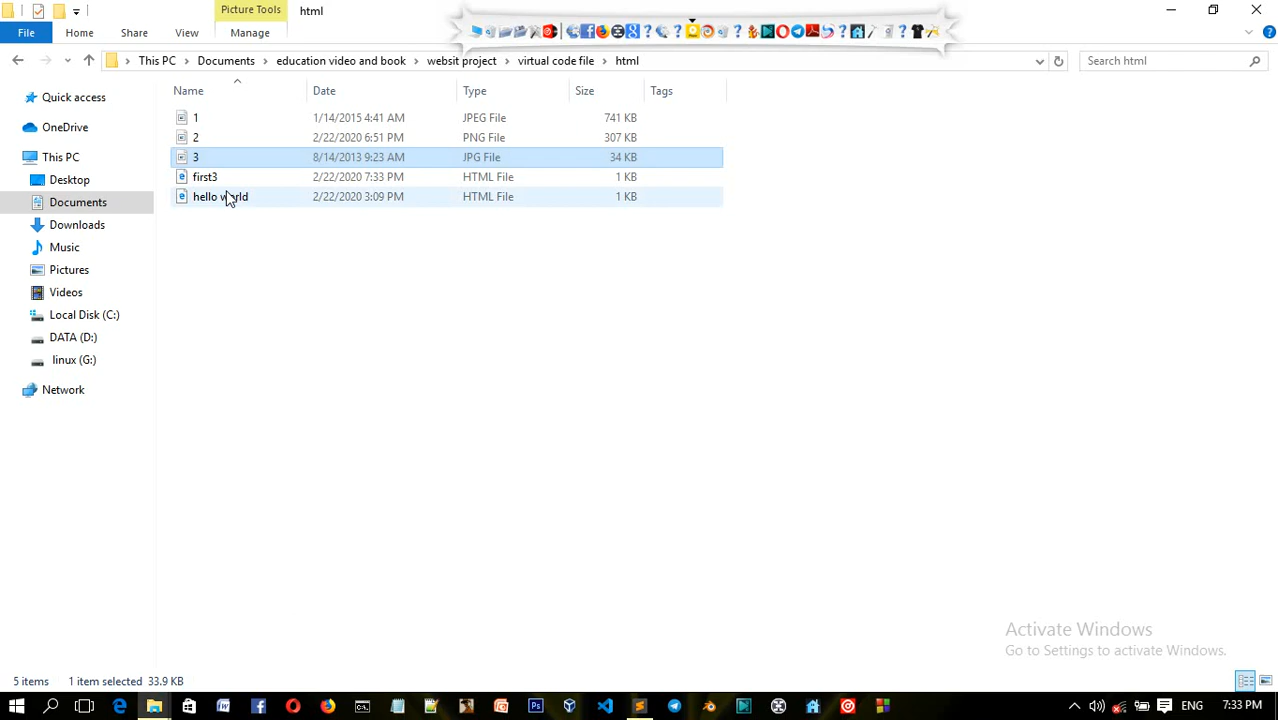 Picture Tools
html
File
Home
Share
View
Manage
This PC
Documents
education video and book
websit project
virtual code file
html
Search html
Name
Date
Type
Size
Tags
1 1/14/2015 4:41 AM JPEG File 741 KB
2 2/22/2020 6:51 PM PNG File 307 KB
3 8/14/2013 9:23 AM JPG File 34 KB
first3 2/22/2020 7:33 PM HTML File 1 KB
hello world 2/22/2020 3:09 PM HTML File 1 KB
Quick access
OneDrive
This PC
Desktop
Documents
Downloads
Music
Pictures
Videos
Local Disk (C:)
DATA (D:)
linux (G:)
Network
Activate Windows
Go to Settings to activate Windows.
5 items 1 item selected 33.9 KB
ENG 7:33 PM